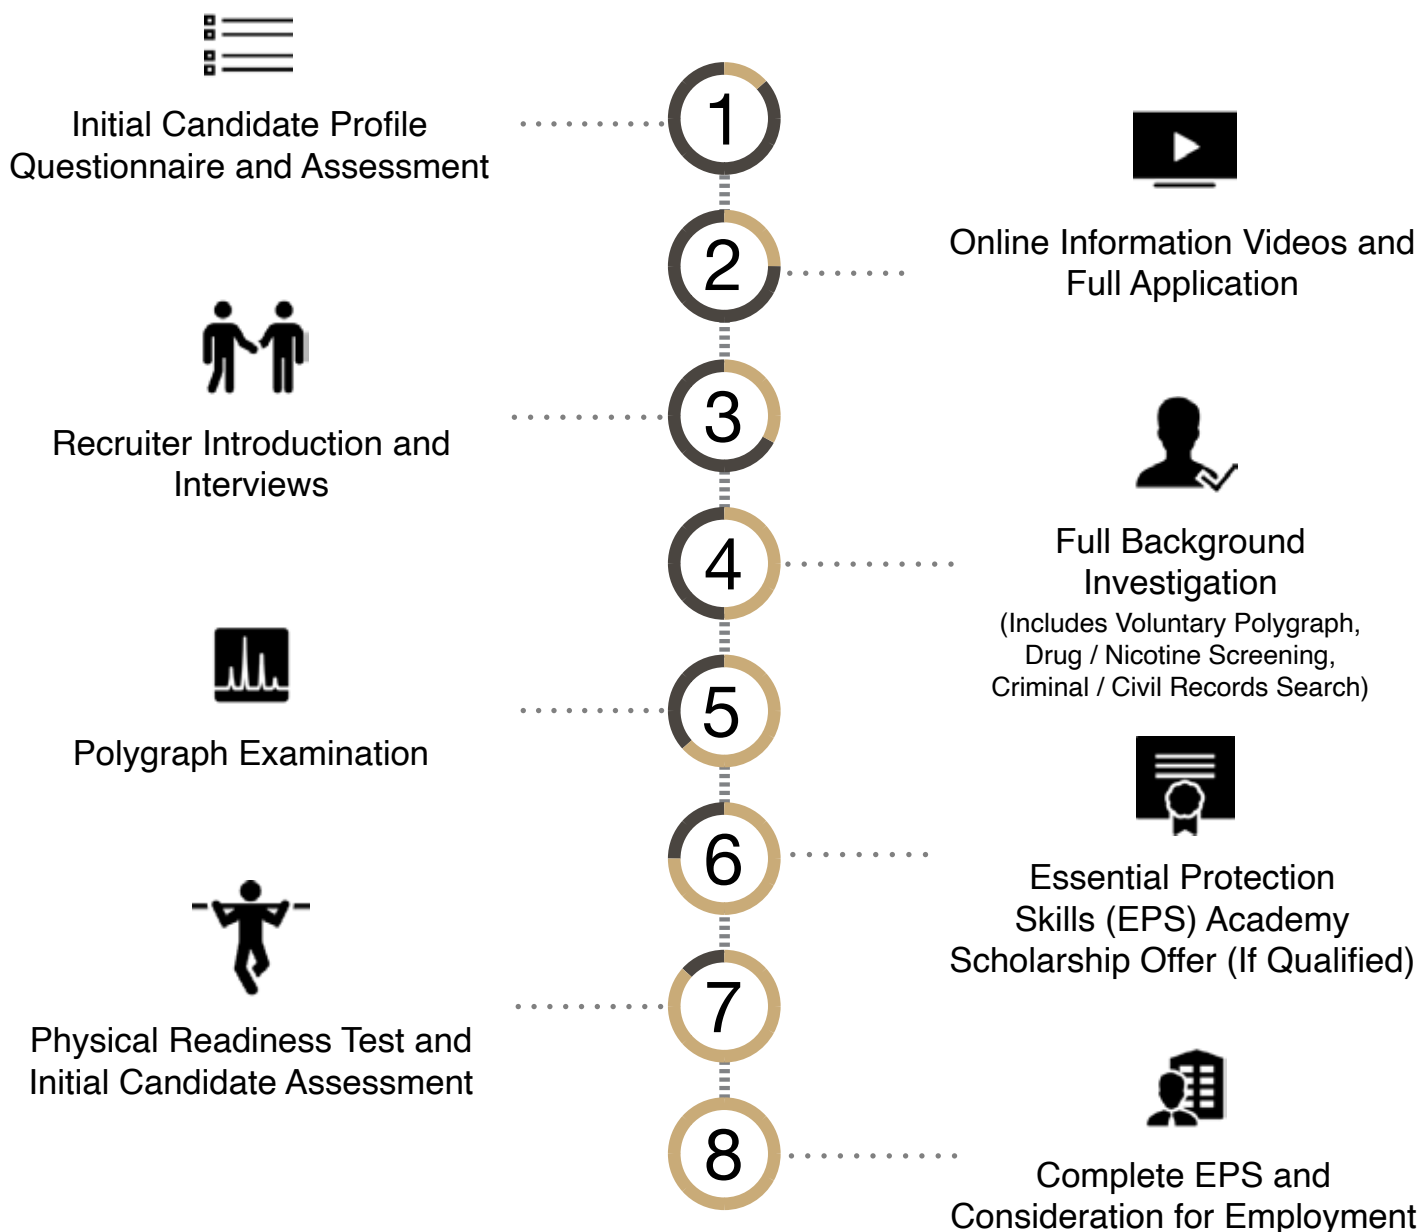 1
Initial Candidate Profile
Questionnaire and Assessment
2
Online Information Videos and
Full Application
3
Recruiter Introduction and
Interviews
4
Full Background
Investigation
(Includes Voluntary Polygraph,
Drug / Nicotine Screening,
Criminal / Civil Records Search)
5
Polygraph Examination
6
Essential Protection
Skills (EPS) Academy
Scholarship Offer (If Qualified)
7
Physical Readiness Test and
Initial Candidate Assessment
8
Complete EPS and
Consideration for Employment